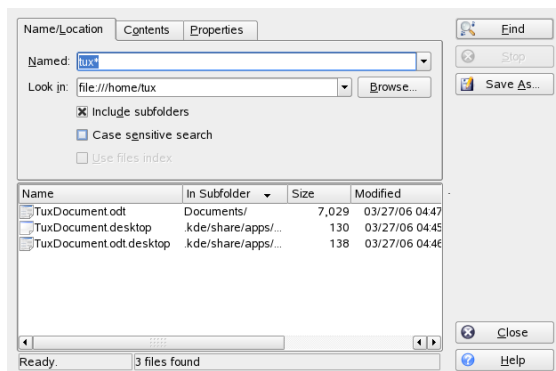 Name/Location Contents Properties
Find
Stop
Save As...
Named: tux*
Look in: file:///home/tux Browse...
Include subfolders
Case sensitive search
Use files index
Name In Subfolder Size Modified
TuxDocument.odt Documents/ 7,029 03/27/06 04:47
TuxDocument.desktop .kde/share/apps/... 130 03/27/06 04:45
TuxDocument.odt.desktop .kde/share/apps/... 138 03/27/06 04:46
Close
Ready. 3 files found
Help